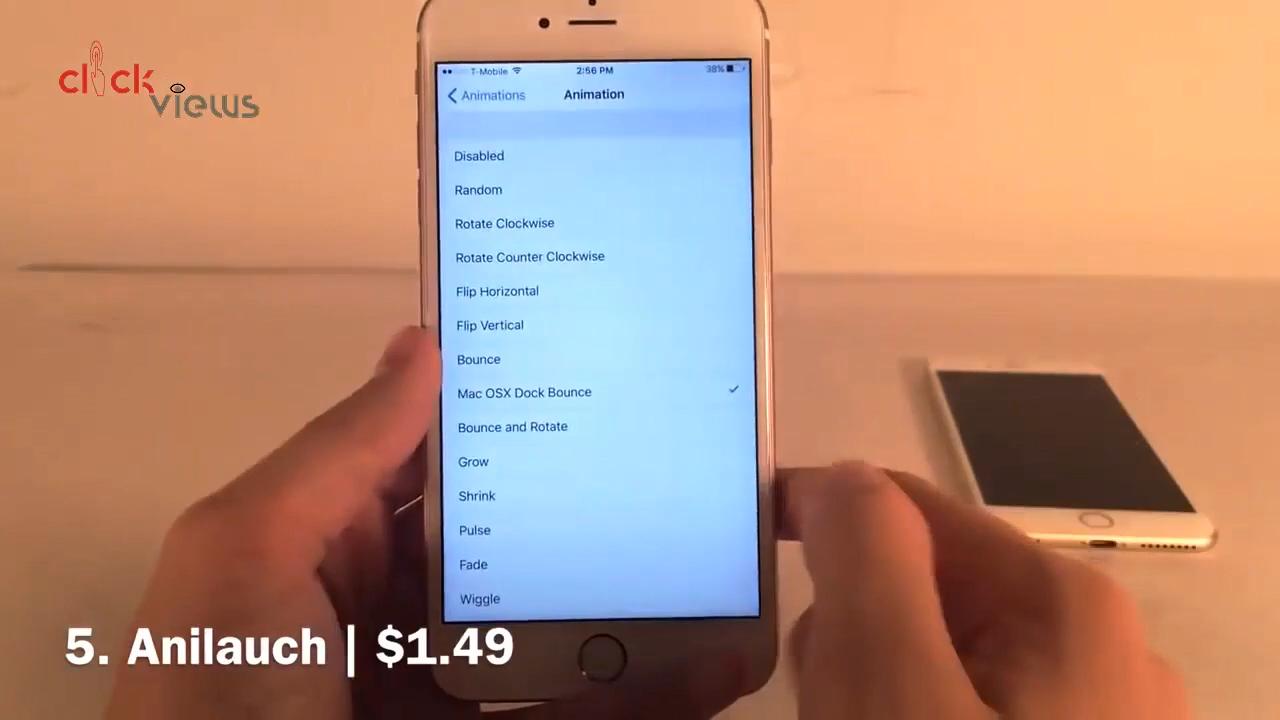 click
views
T-Mobile 2:56 PM 38%
Animations Animation
Disabled
Random
Rotate Clockwise
Rotate Counter Clockwise
Flip Horizontal
Flip Vertical
Bounce
Mac OSX Dock Bounce
Bounce and Rotate
Grow
Shrink
Pulse
Fade
Wiggle
5. Anilauch | $1.49